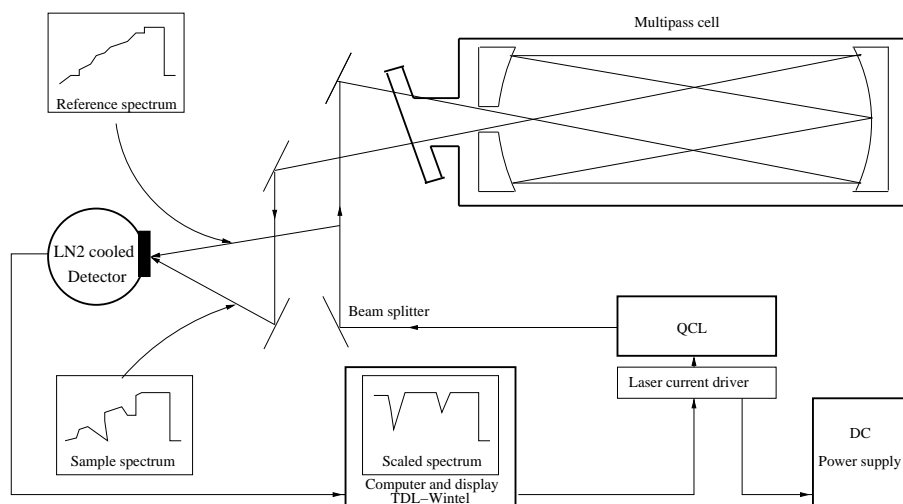 Multipass cell
Reference spectrum
LN2 cooled
Detector
Beam splitter
QCL
Laser current driver
Sample spectrum
Scaled spectrum
Computer and display
TDL−Wintel
DC
Power supply